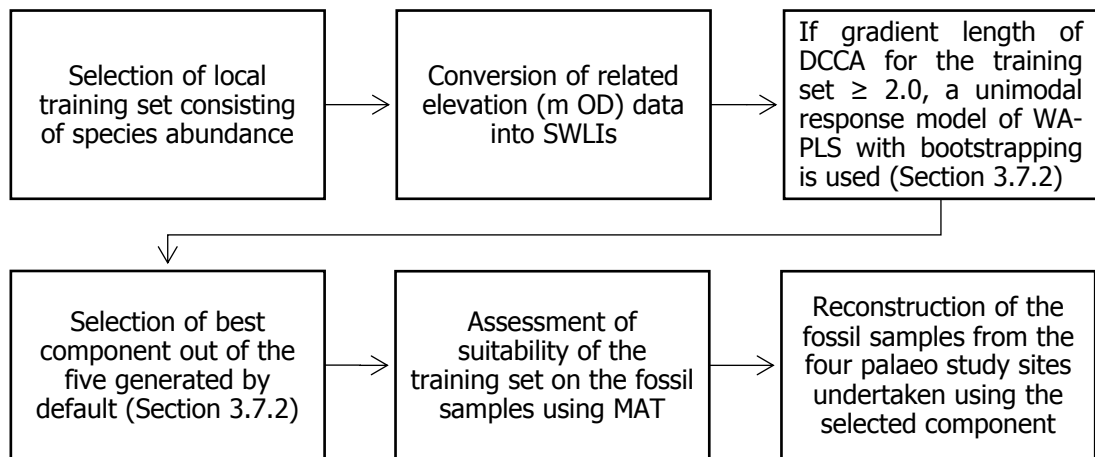 Selection of local
training set consisting
of species abundance
Conversion of related
elevation (m OD) data
into SWLIs
If gradient length of
DCCA for the training
set ≥ 2.0, a unimodal
response model of WA-
PLS with bootstrapping
is used (Section 3.7.2)
Selection of best
component out of the
five generated by
default (Section 3.7.2)
Assessment of
suitability of the
training set on the fossil
samples using MAT
Reconstruction of the
fossil samples from the
four palaeo study sites
undertaken using the
selected component